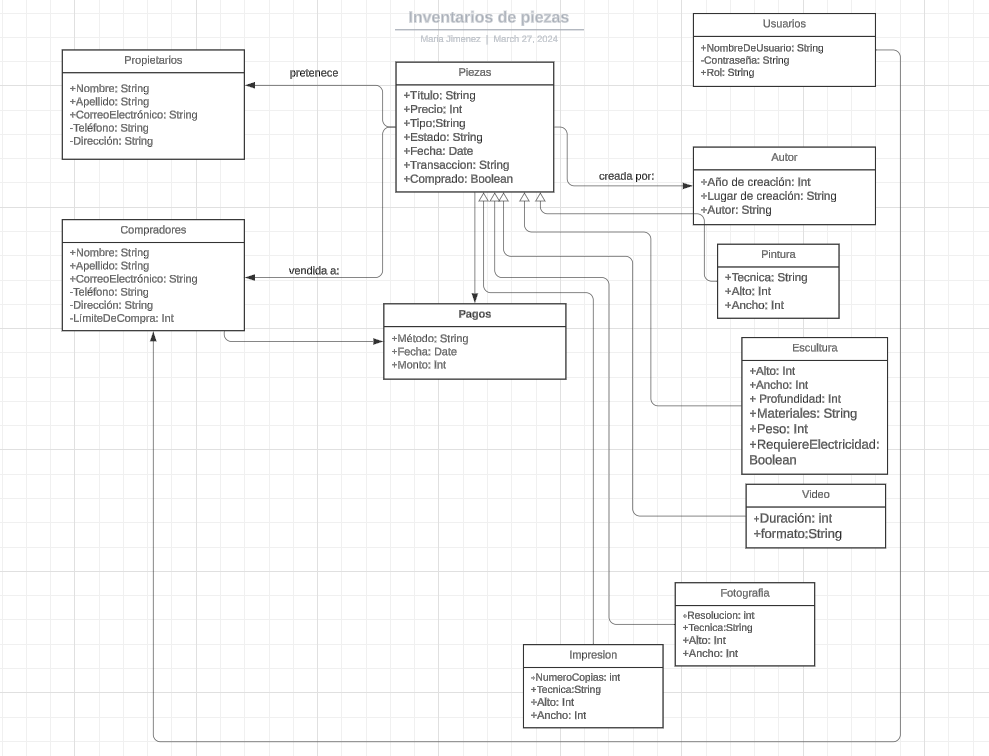 Inventarios de piezas
Maria Jimenez | March 27, 2024
Usuarios
+NombreDeUsuario: String
-Contraseña: String
+Rol: String
Propietarios
+Nombre: String
+Apellido: String
+CorreoElectrónico: String
-Teléfono: String
-Dirección: String
pretenece
Piezas
+Título: String
+Precio: Int
+Tipo:String
+Estado: String
+Fecha: Date
+Transaccion: String
+Comprado: Boolean
creada por:
Autor
+Año de creación: Int
+Lugar de creación: String
+Autor: String
Compradores
+Nombre: String
+Apellido: String
+CorreoElectrónico: String
-Teléfono: String
-Dirección: String
-LímiteDeCompra: Int
vendida a:
Pintura
+Tecnica: String
+Alto: Int
+Ancho: Int
Pagos
+Método: String
+Fecha: Date
+Monto: Int
Escultura
+Alto: Int
+Ancho: Int
+ Profundidad: Int
+Materiales: String
+Peso: Int
+RequiereElectricidad:
Boolean
Video
+Duración: int
+formato:String
Fotografia
+Resolucion: int
+Tecnica:String
+Alto: Int
+Ancho: Int
Impresion
+NumeroCopias: int
+Tecnica:String
+Alto: Int
+Ancho: Int